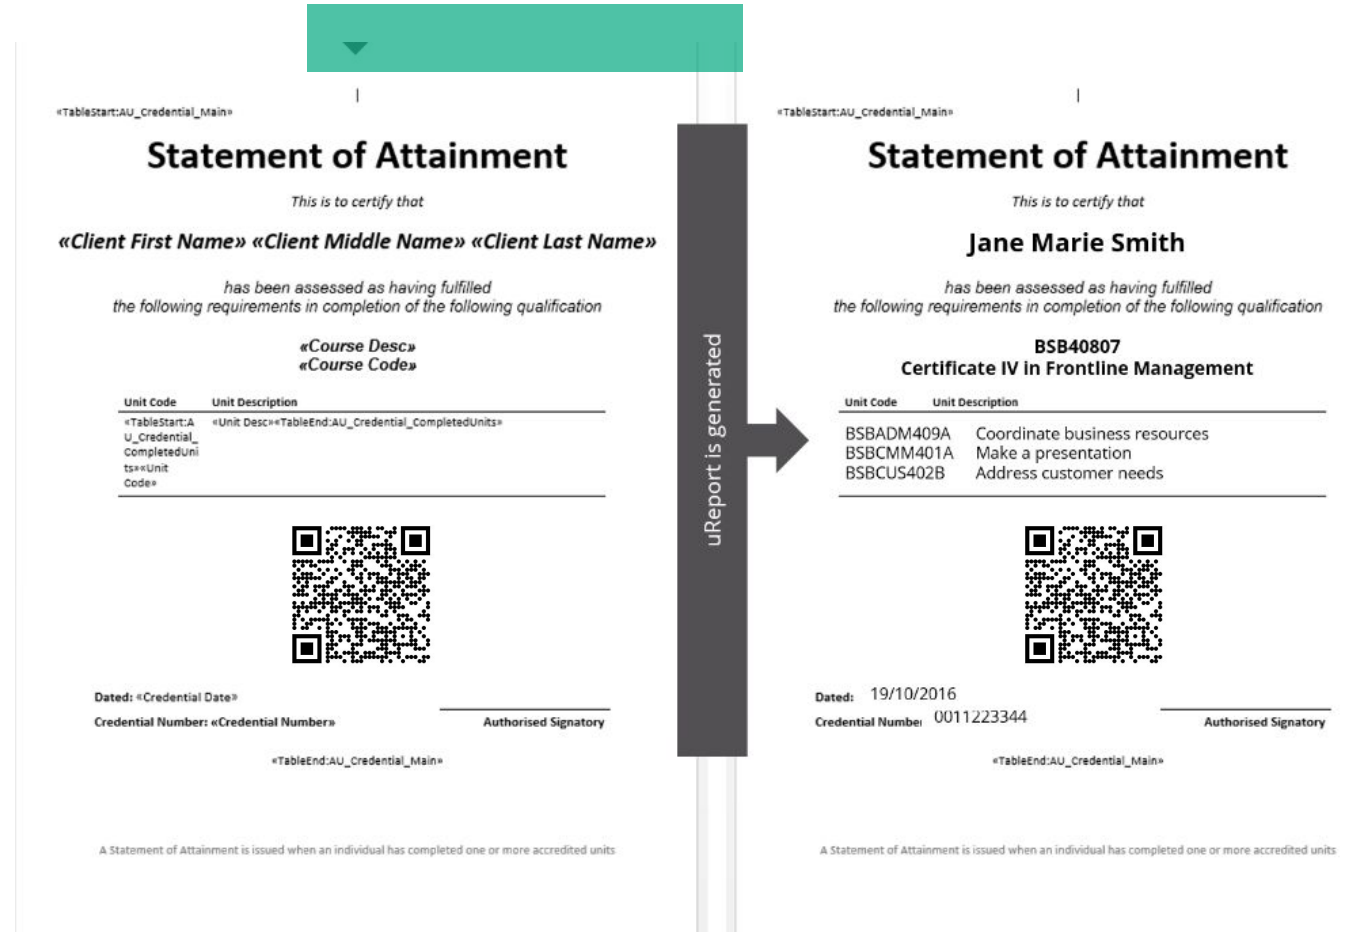 «TableStart:AU_Credential_Main»
Statement of Attainment
This is to certify that
«Client First Name» «Client Middle Name» «Client Last Name»
has been assessed as having fulfilled
the following requirements in completion of the following qualification
«Course Desc»
«Course Code»
Unit Code Unit Description
«TableStart:A «Unit Desc»«TableEnd:AU_Credential_CompletedUnits»
U_Credential_
CompletedUni
ts»«Unit
Code»
Dated: «Credential Date»
Credential Number: «Credential Number» Authorised Signatory
«TableEnd:AU_Credential_Main»
A Statement of Attainment is issued when an individual has completed one or more accredited units
uReport is generated
«TableStart:AU_Credential_Main»
Statement of Attainment
This is to certify that
Jane Marie Smith
has been assessed as having fulfilled
the following requirements in completion of the following qualification
BSB40807
Certificate IV in Frontline Management
Unit Code Unit Description
BSBADM409A Coordinate business resources
BSBCMM401A Make a presentation
BSBCUS402B Address customer needs
Dated: 19/10/2016
Credential Number 0011223344 Authorised Signatory
«TableEnd:AU_Credential_Main»
A Statement of Attainment is issued when an individual has completed one or more accredited units